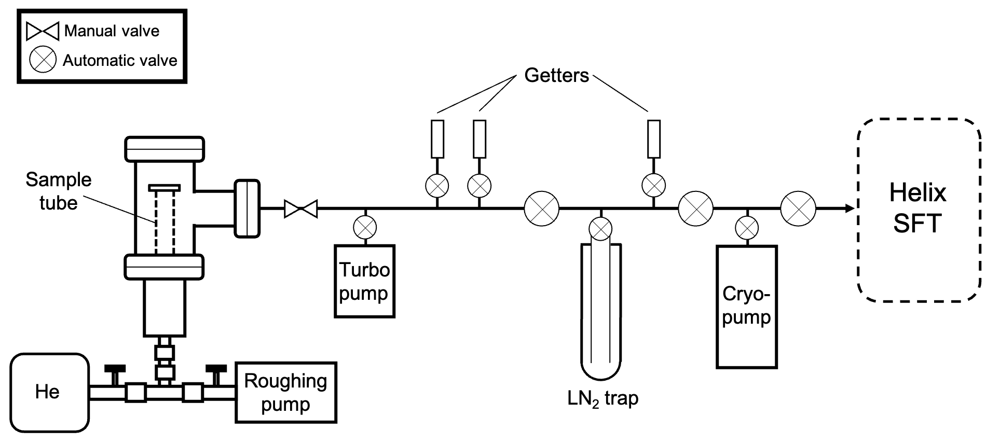 Manual valve
Automatic valve
Getters
Sample
tube
Helix
SFT
Turbo
pump
Cryo-
pump
He
Roughing
pump
LN₂ trap